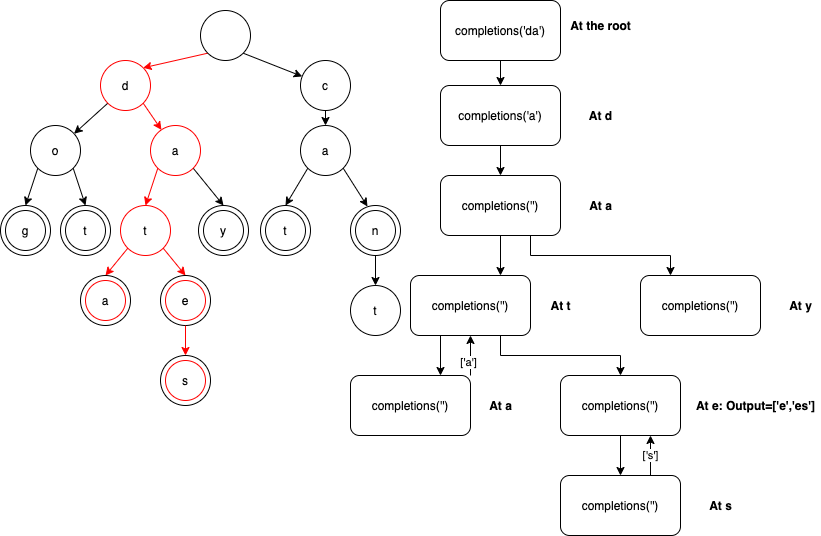 d
c
o
a
a
g
t
t
y
t
n
a
e
t
s
completions('da')
At the root
completions('a')
At d
completions('')
At a
completions('')
At t
completions('')
At y
['a']
completions('')
At a
completions('')
At e: Output=['e','es']
['s']
completions('')
At s